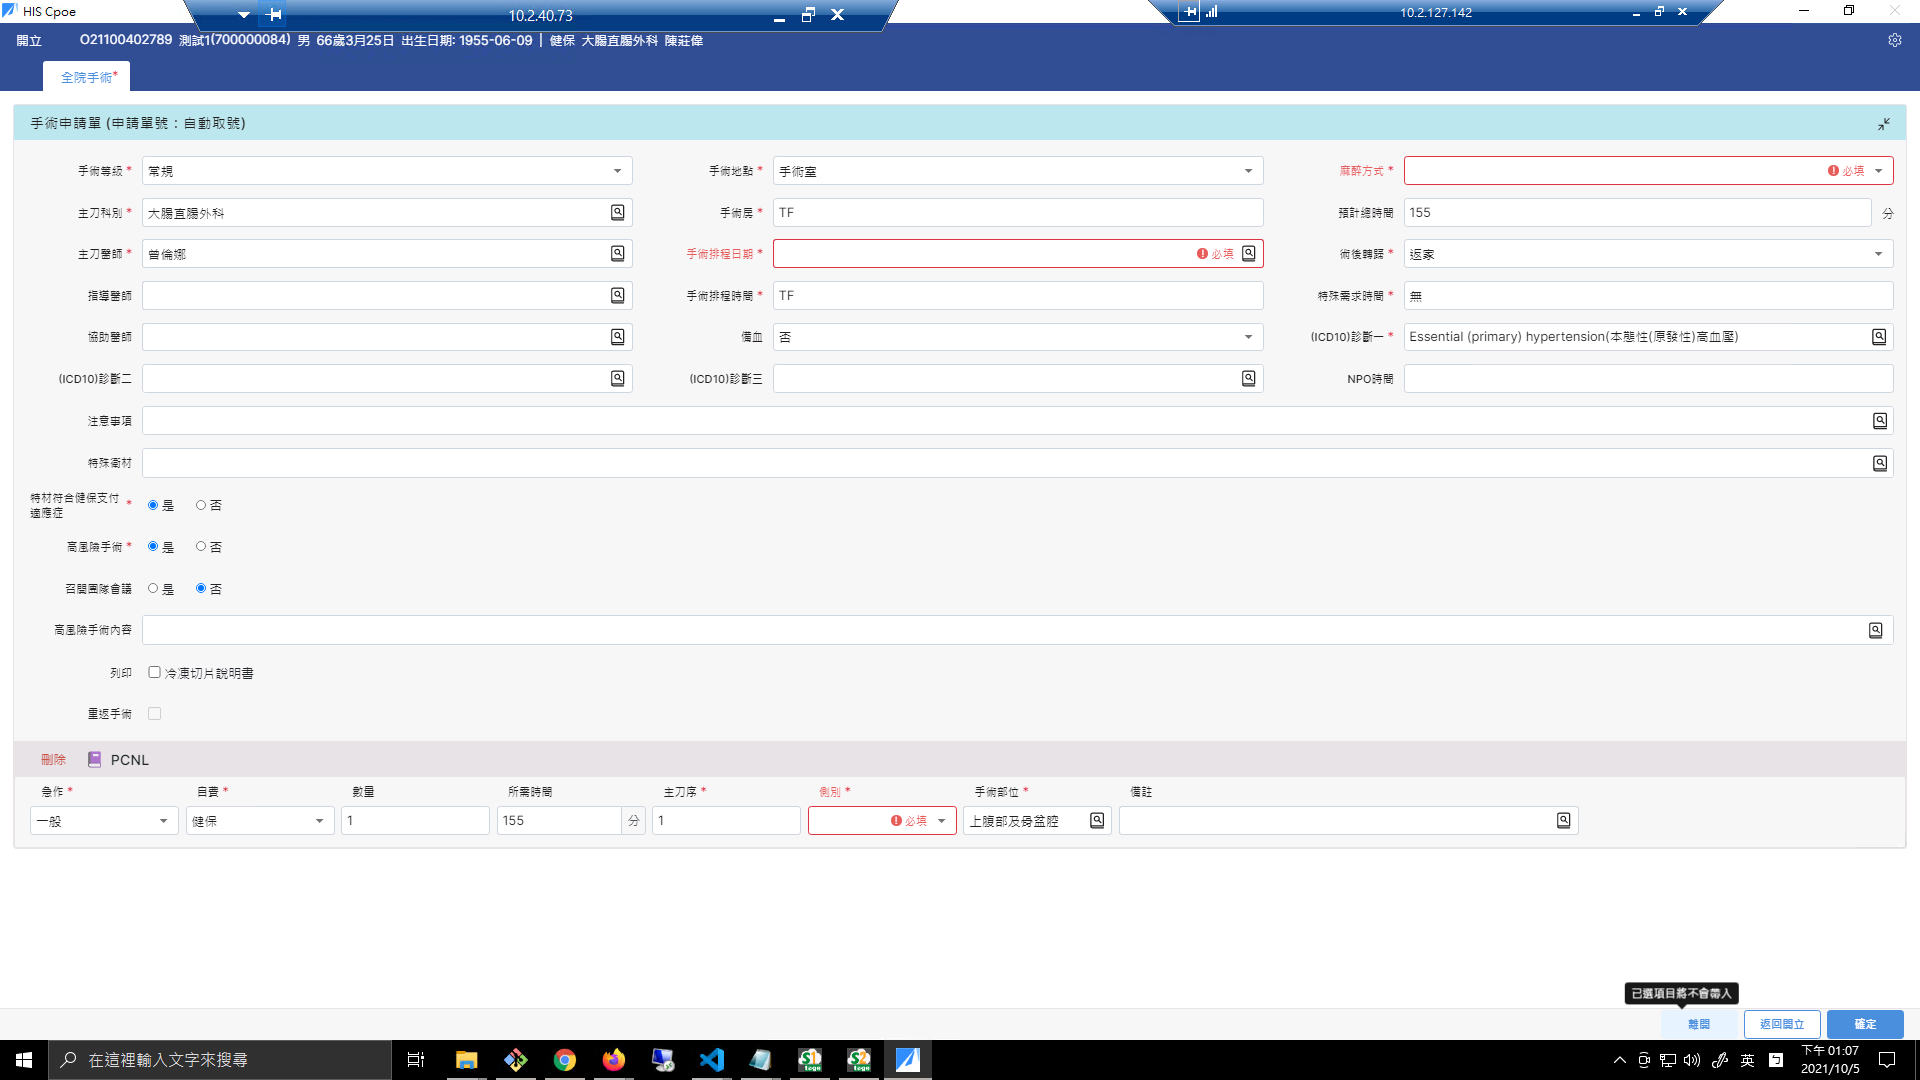 HIS Cpoe
10.2.40.73
10.2.127.142
開立 O21100402789 測試1(700000084) 男 66歲3月25日 出生日期: 1955-06-09 | 健保 大腸直腸外科 陳莊偉
全院手術*
手術申請單 (申請單號：自動取號)
手術等級 * 常規 手術地點 * 手術室 麻醉方式 * 必填
主刀科別 * 大腸直腸外科 手術房 * TF 預計總時間 155 分
主刀醫師 * 曾倫娜 手術排程日期 * 必填 術後轉歸 * 返家
指導醫師 手術排程時間 * TF 特殊需求時間 * 無
協助醫師 備血 否 (ICD10)診斷一 * Essential (primary) hypertension(本態性(原發性)高血壓)
(ICD10)診斷二 (ICD10)診斷三 NPO時間
注意事項
特殊衛材
特材符合健保支付適應症 * 是 否
高風險手術 * 是 否
召開團隊會議 是 否
高風險手術內容
列印 冷凍切片說明書
重返手術
刪除 PCNL
急作 * 自費 * 數量 所需時間 主刀序 * 側別 * 手術部位 * 備註
一般 健保 1 155 分 1 必填 上腹部及骨盆腔
已選項目將不會帶入
離開 返回開立 確定
在這裡輸入文字來搜尋
英
下午 01:07
2021/10/5